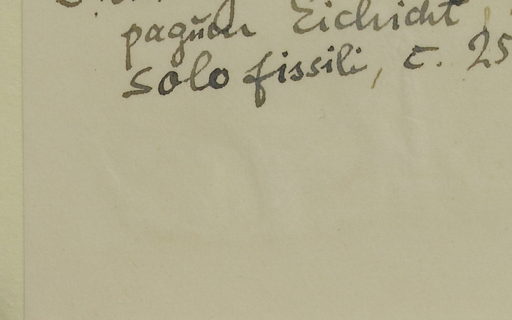 pagum Eichicht,
solo fissili, c. 25